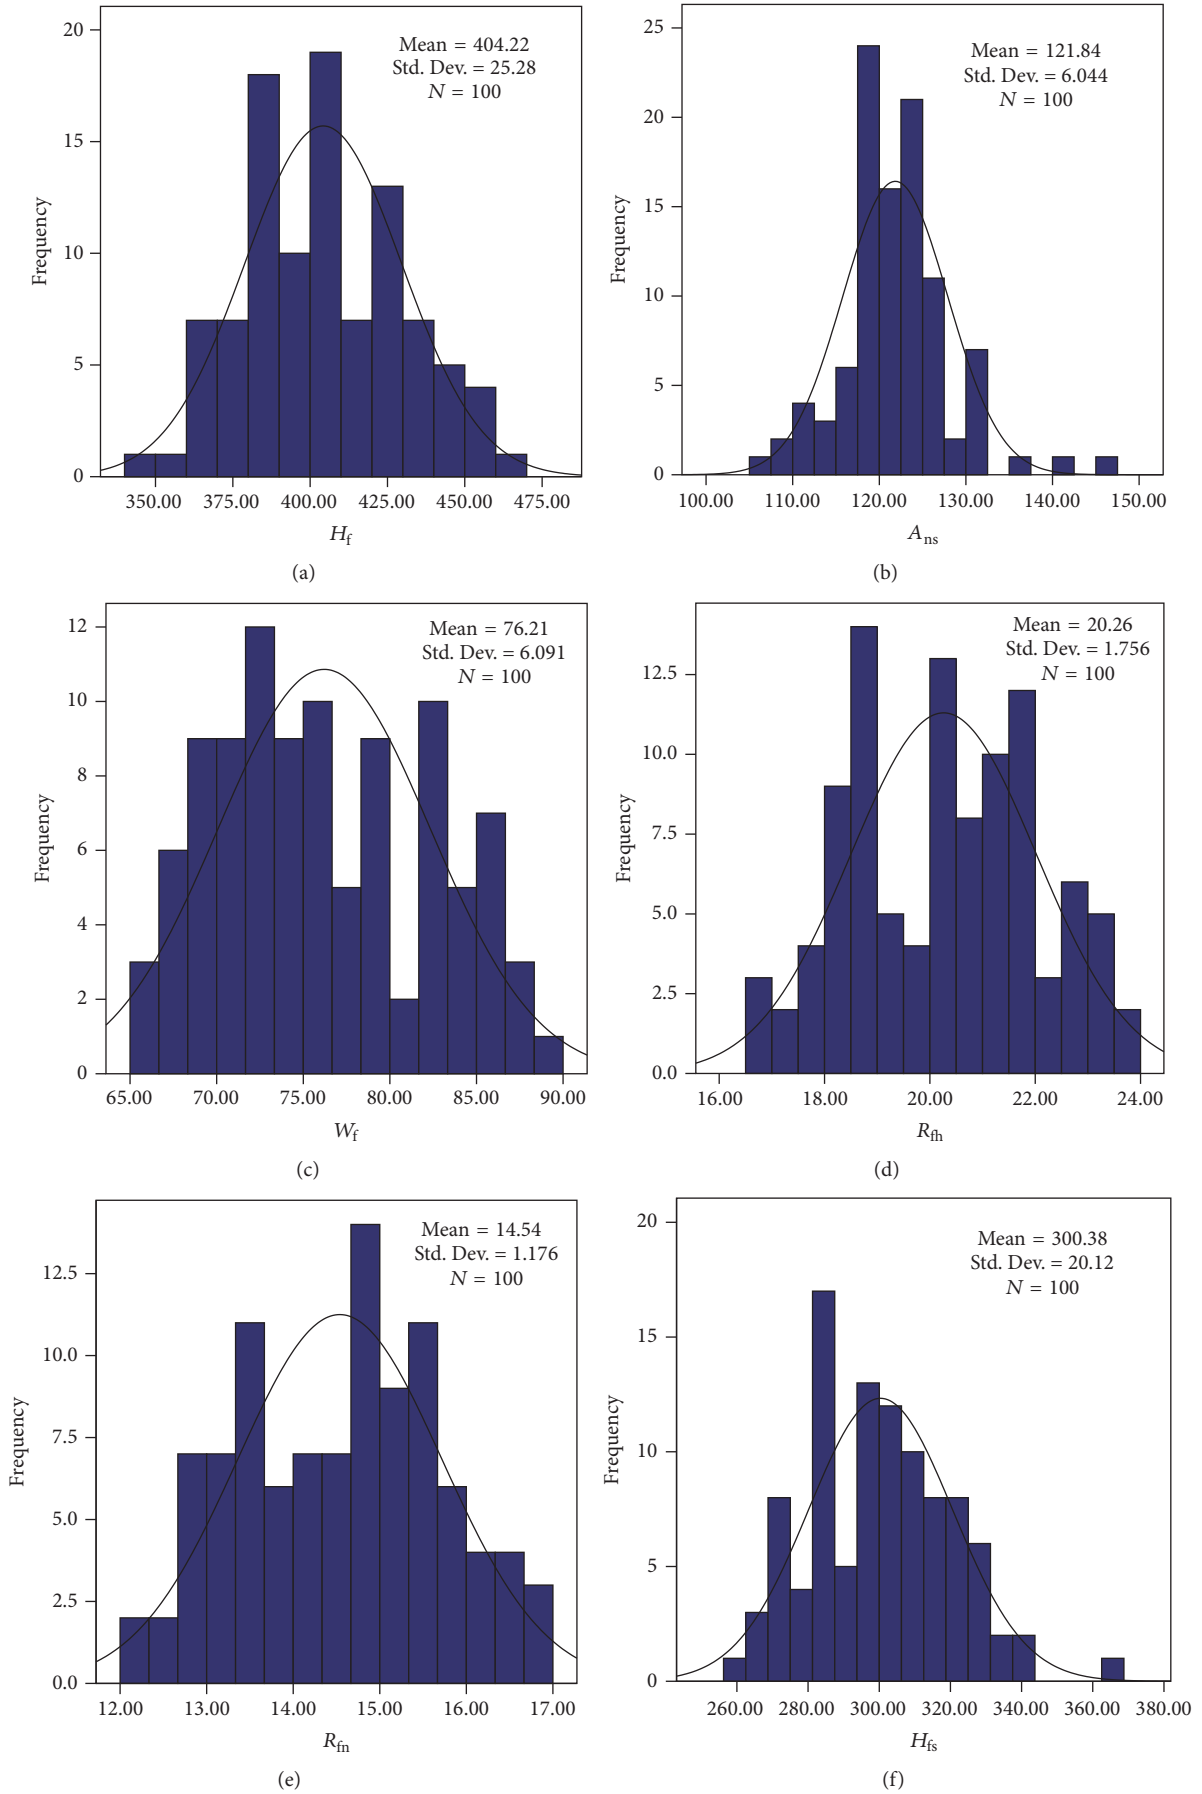 Mean = 404.22
Std. Dev. = 25.28
N = 100
20
15
10
5
0
Frequency
350.00 375.00 400.00 425.00 450.00 475.00
Hf
(a)
Mean = 121.84
Std. Dev. = 6.044
N = 100
25
20
15
10
5
0
Frequency
100.00 110.00 120.00 130.00 140.00 150.00
Ans
(b)
Mean = 76.21
Std. Dev. = 6.091
N = 100
12
10
8
6
4
2
0
Frequency
65.00 70.00 75.00 80.00 85.00 90.00
Wf
(c)
Mean = 20.26
Std. Dev. = 1.756
N = 100
12.5
10.0
7.5
5.0
2.5
0.0
Frequency
16.00 18.00 20.00 22.00 24.00
Rfh
(d)
Mean = 14.54
Std. Dev. = 1.176
N = 100
12.5
10.0
7.5
5.0
2.5
0.0
Frequency
12.00 13.00 14.00 15.00 16.00 17.00
Rfn
(e)
Mean = 300.38
Std. Dev. = 20.12
N = 100
20
15
10
5
0
Frequency
260.00 280.00 300.00 320.00 340.00 360.00 380.00
Hfs
(f)